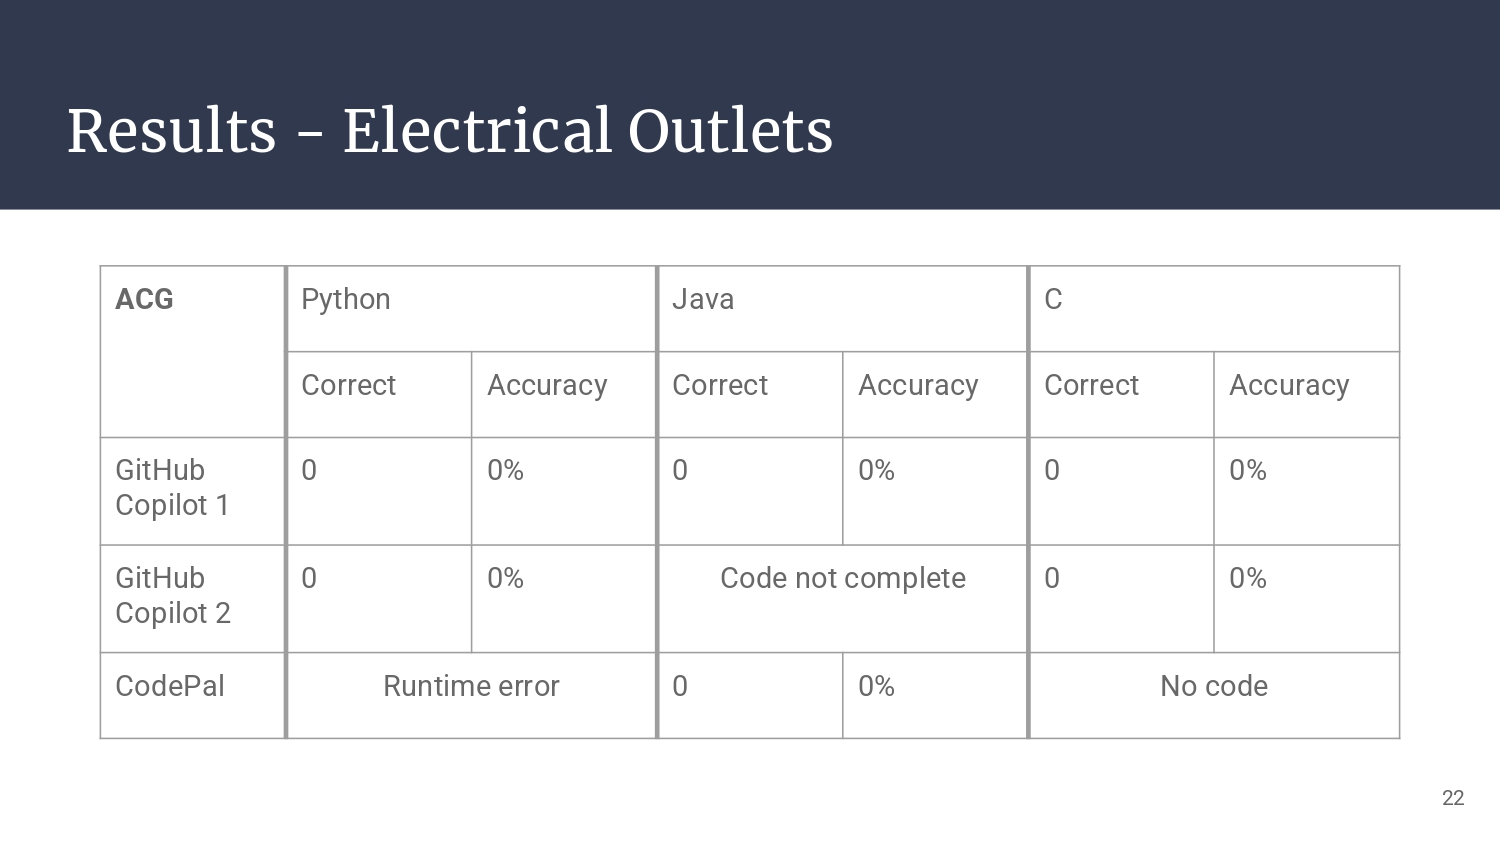 Results - Electrical Outlets
ACG Python Java C
Correct Accuracy Correct Accuracy Correct Accuracy
GitHub
Copilot 1 0 0% 0 0% 0 0%
GitHub
Copilot 2 0 0% Code not complete 0 0%
CodePal Runtime error 0 0% No code
22